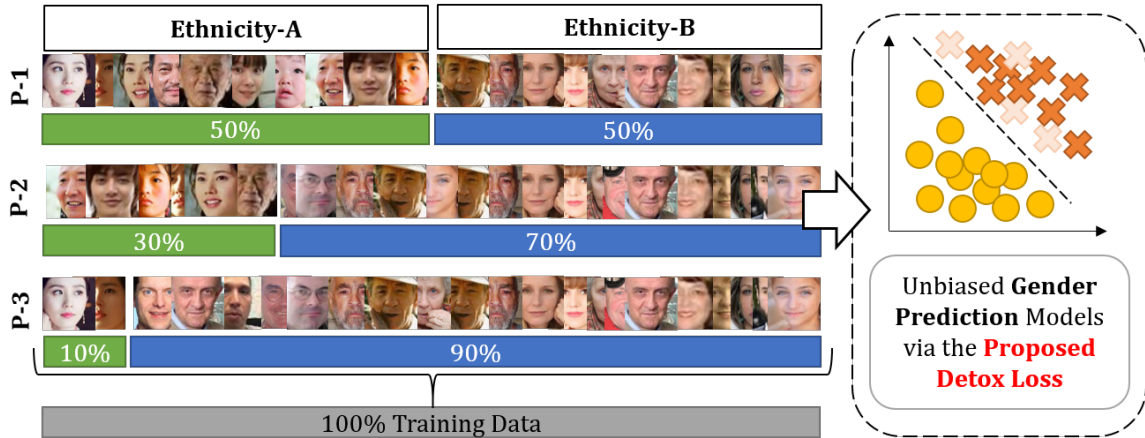 Ethnicity-A
Ethnicity-B
P-1
50%
50%
P-2
30%
70%
P-3
10%
90%
100% Training Data
Unbiased Gender
Prediction Models
via the Proposed
Detox Loss